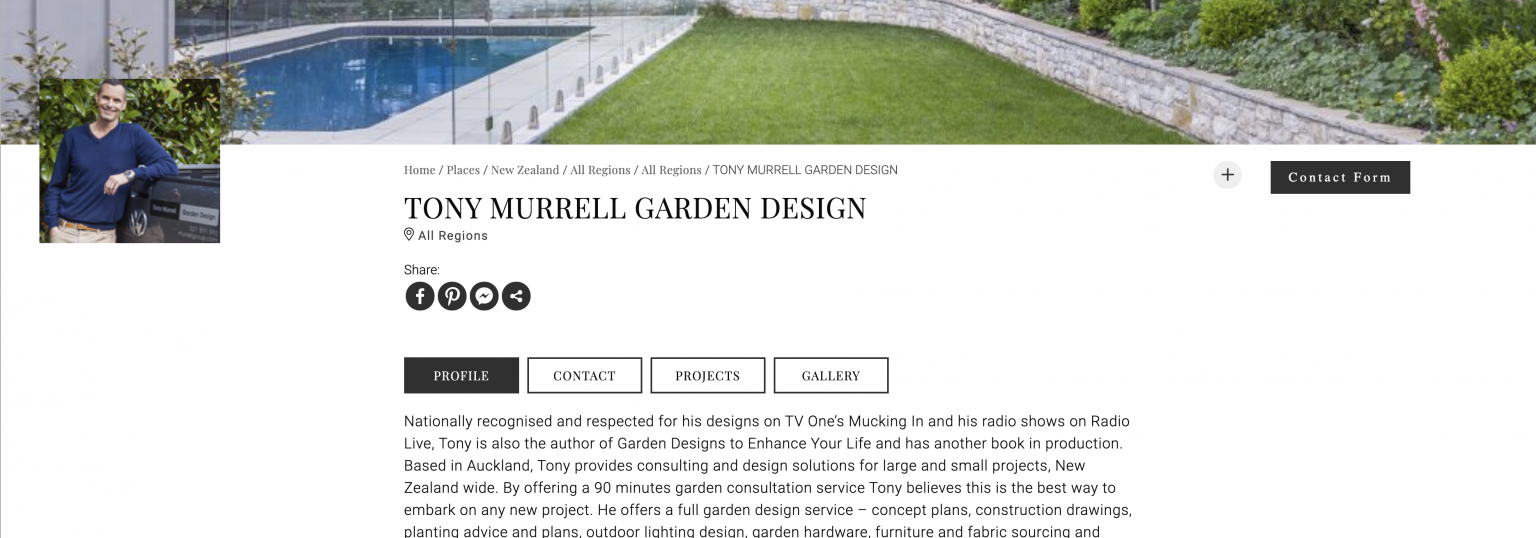 Tony Murrell
Garden Design
Home / Places / New Zealand / All Regions / All Regions / TONY MURRELL GARDEN DESIGN
Contact Form
TONY MURRELL GARDEN DESIGN
All Regions
Share:
PROFILE
CONTACT
PROJECTS
GALLERY
Nationally recognised and respected for his designs on TV One’s Mucking In and his radio shows on Radio
Live, Tony is also the author of Garden Designs to Enhance Your Life and has another book in production.
Based in Auckland, Tony provides consulting and design solutions for large and small projects, New
Zealand wide. By offering a 90 minutes garden consultation service Tony believes this is the best way to
embark on any new project. He offers a full garden design service – concept plans, construction drawings,
planting advice and plans, outdoor lighting design, garden hardware, furniture and fabric sourcing and